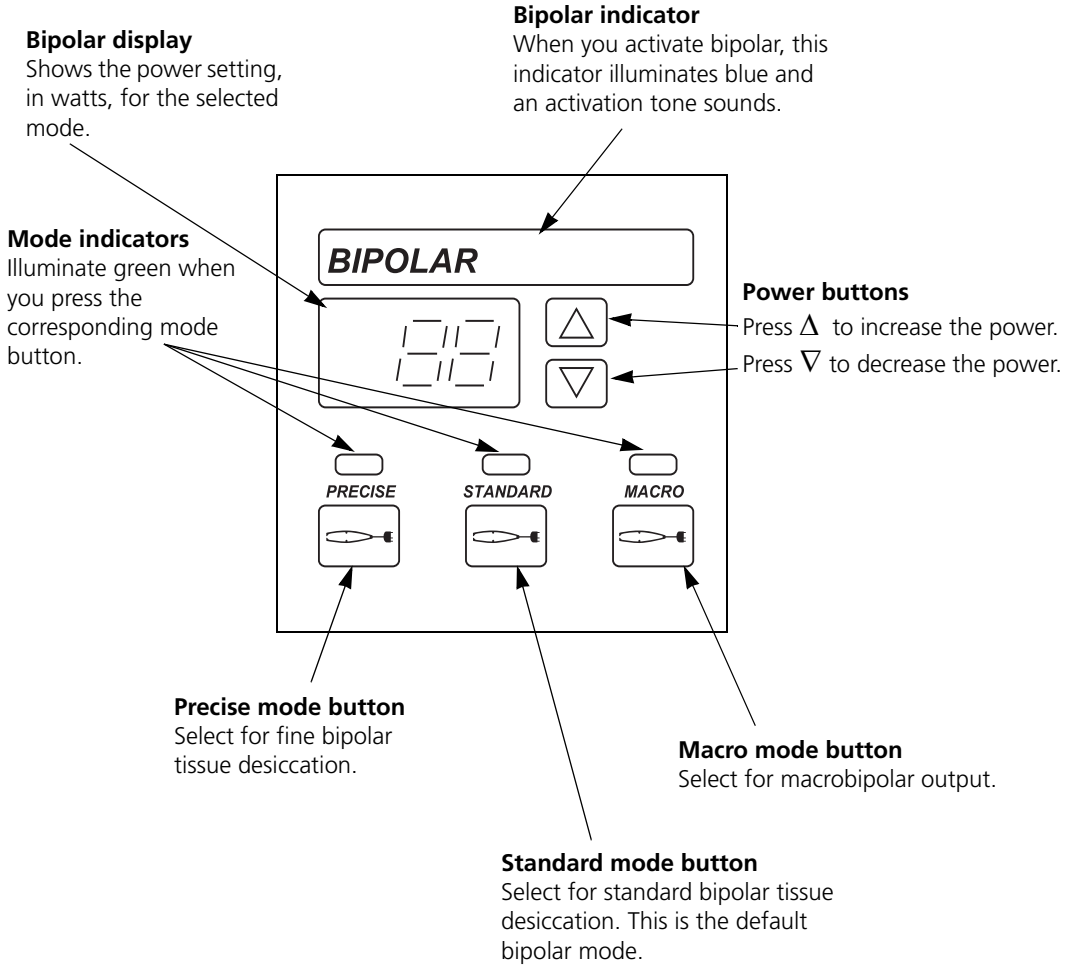 Bipolar indicator
When you activate bipolar, this
indicator illuminates blue and
an activation tone sounds.
Bipolar display
Shows the power setting,
in watts, for the selected
mode.
Mode indicators
Illuminate green when
you press the
corresponding mode
button.
BIPOLAR
88
Power buttons
Press Δ to increase the power.
Press ∇ to decrease the power.
PRECISE
STANDARD
MACRO
Precise mode button
Select for fine bipolar
tissue desiccation.
Macro mode button
Select for macrobipolar output.
Standard mode button
Select for standard bipolar tissue
desiccation. This is the default
bipolar mode.